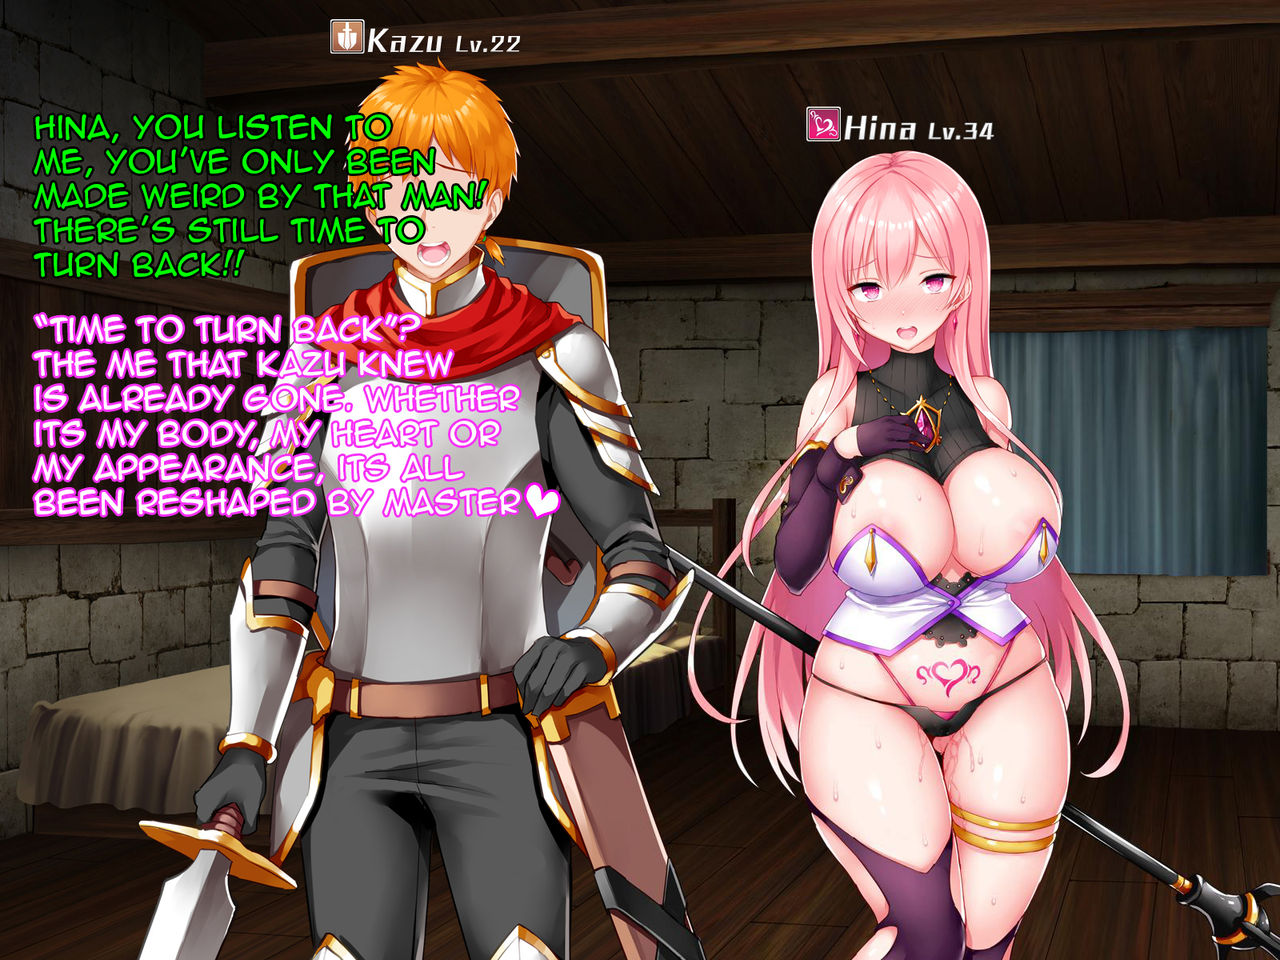 Kazu Lv.22
Hina Lv.34
HINA, YOU LISTEN TO
ME, YOU'VE ONLY BEEN
MADE WEIRD BY THAT MAN!
THERE'S STILL TIME TO
TURN BACK!!
"TIME TO TURN BACK"?
THE ME THAT KAZU KNEW
IS ALREADY GONE. WHETHER
ITS MY BODY, MY HEART OR
MY APPEARANCE, ITS ALL
BEEN RESHAPED BY MASTER♥